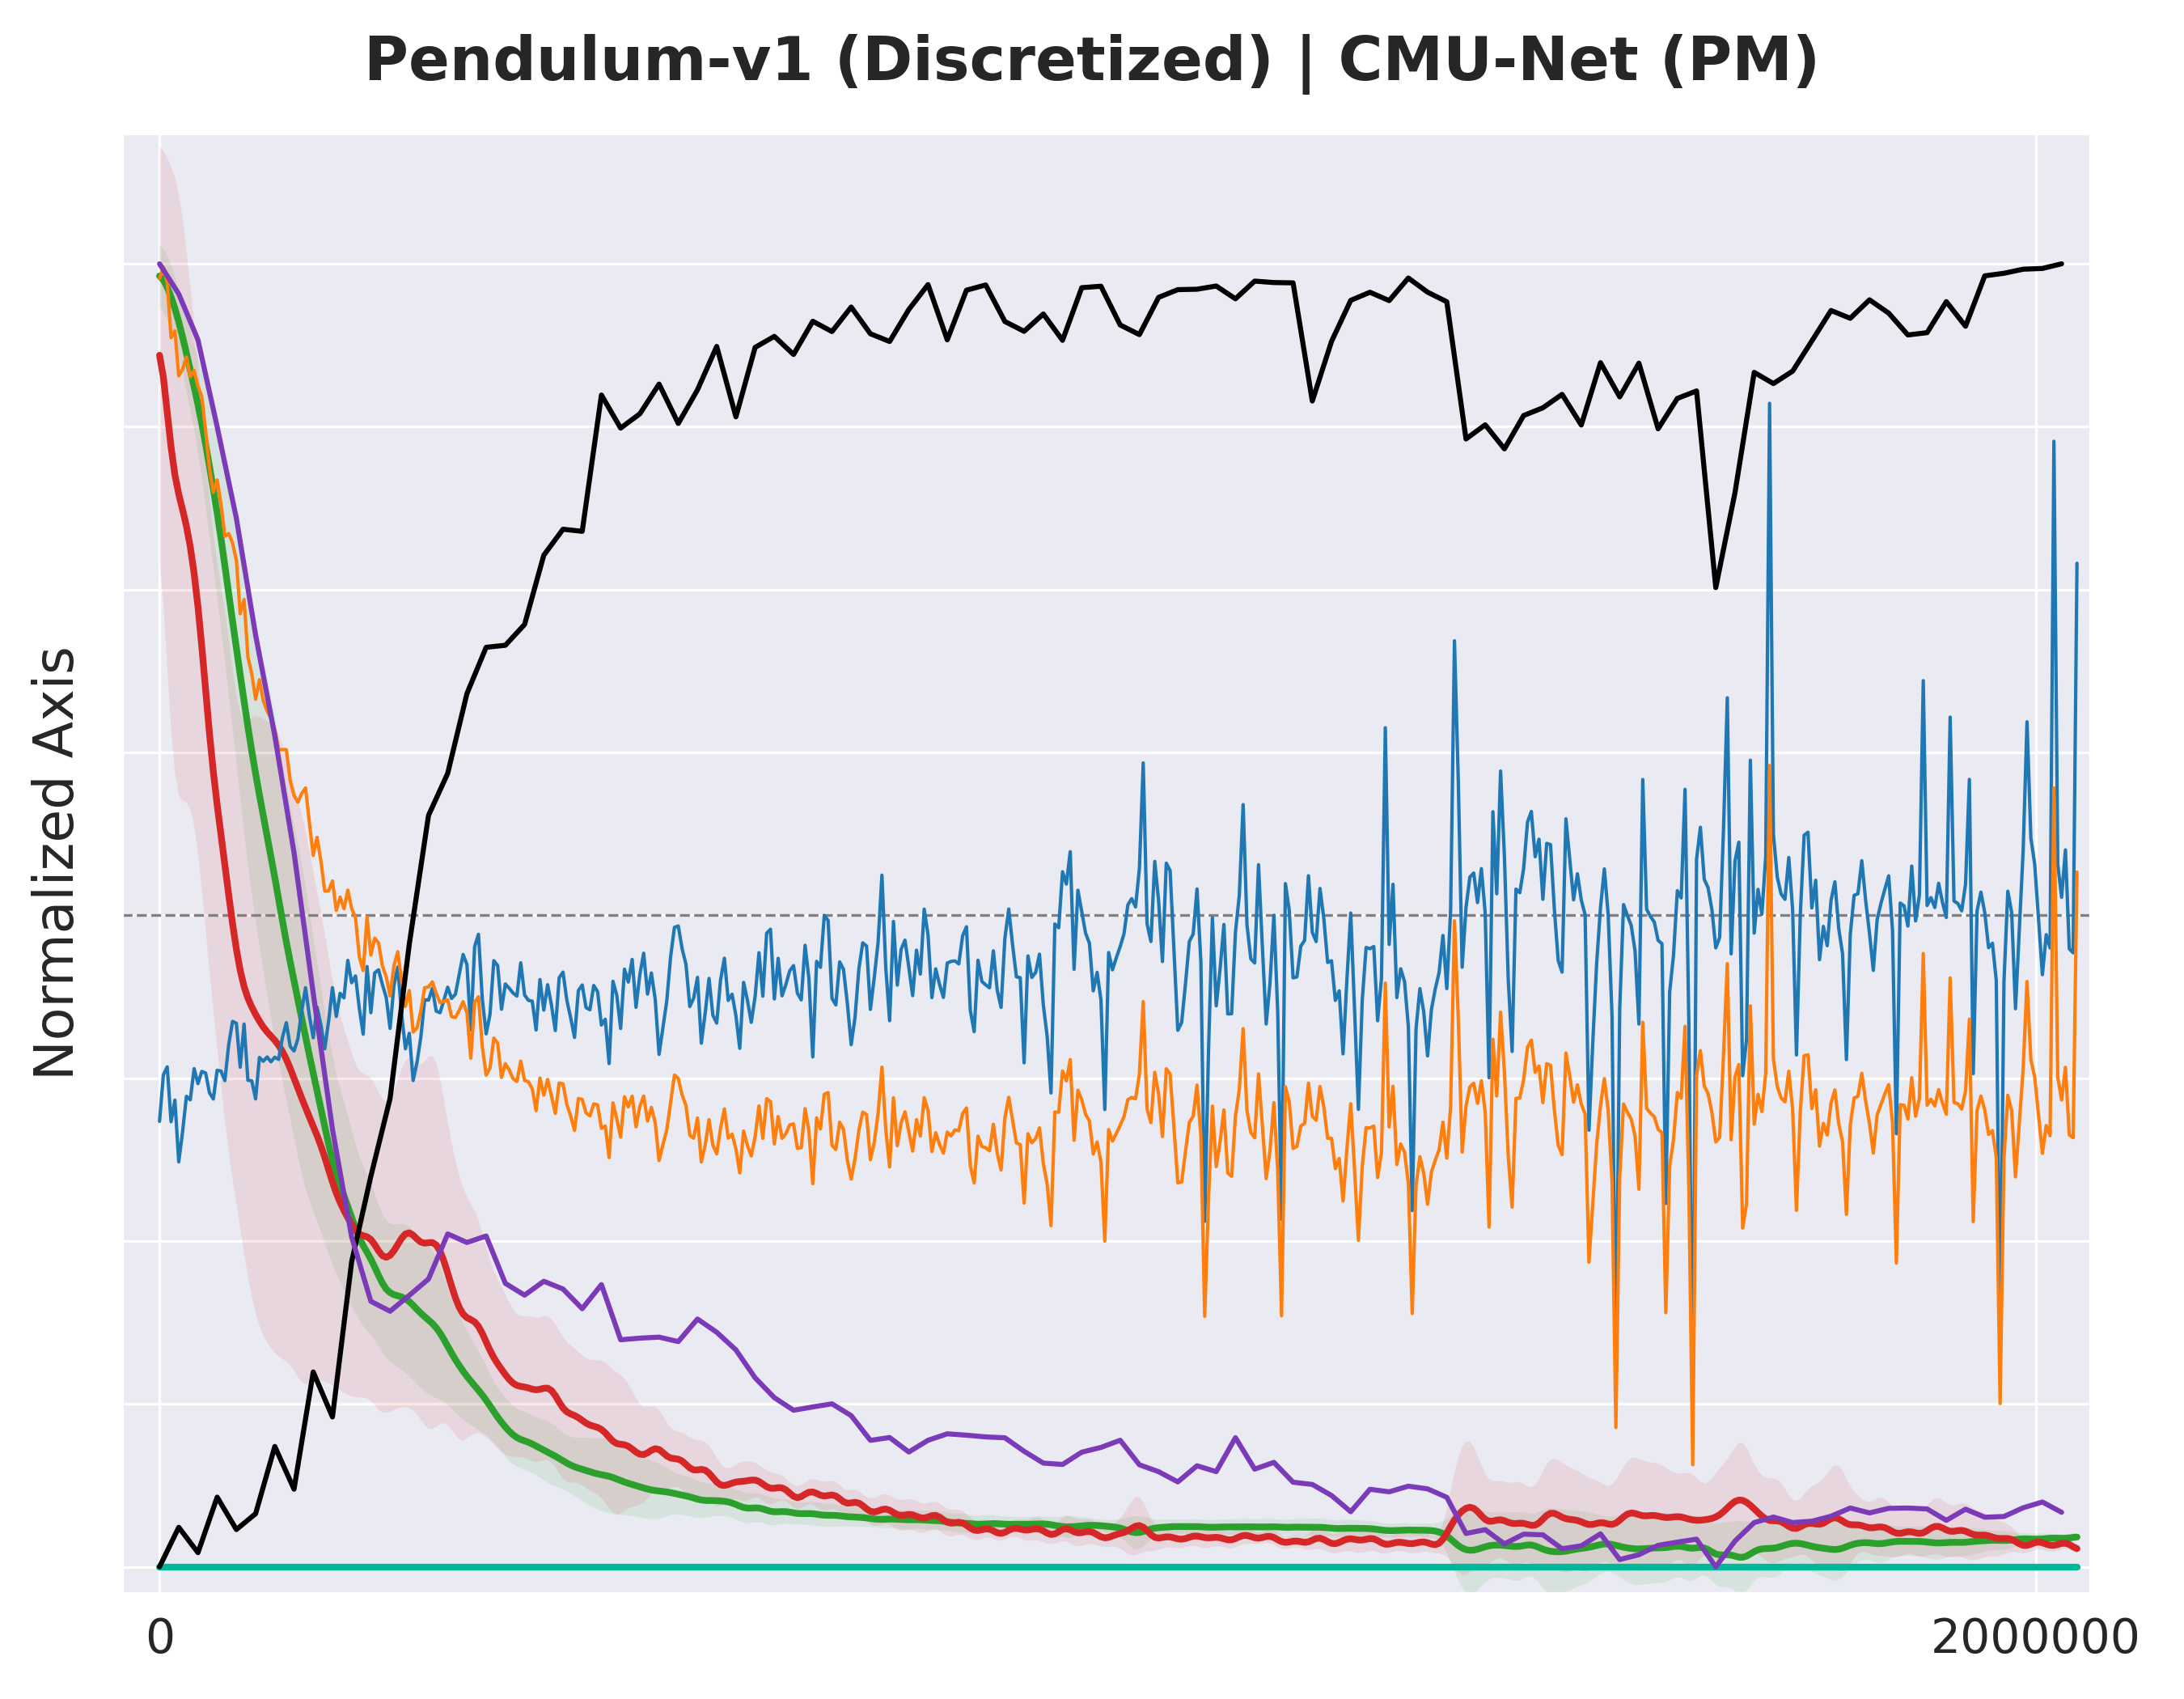 Pendulum-v1 (Discretized) | CMU-Net (PM)
Normalized Axis
0
2000000